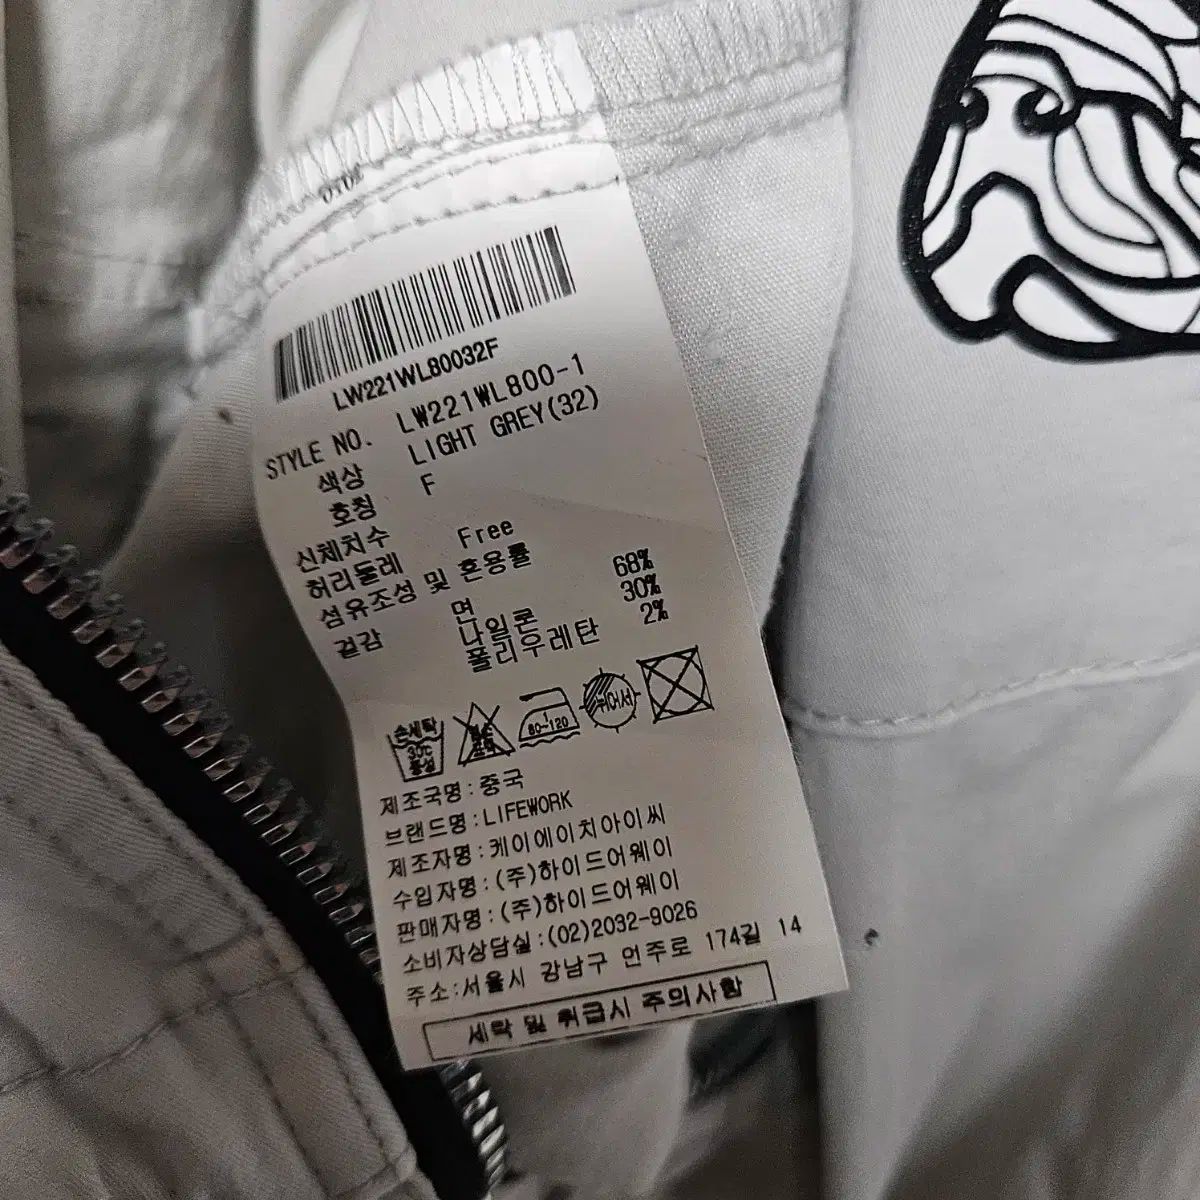 LW221WL80032F
STYLE NO. LW221WL800-1
색상 LIGHT GREY(32)
호칭 F
신체치수
허리둘레 Free
섬유조성 및 혼용률
겉감 면 68%
나일론 30%
폴리우레탄 2%
손세탁
30℃
중성
80~120
제조국명:중국
브랜드명:LIFEWORK
제조자명:케이에이치아이씨
수입자명:(주)하이드어웨이
판매자명:(주)하이드어웨이
소비자상담실:(02)2032-9026
주소:서울시 강남구 언주로 174길 14
세탁 및 취급시 주의사항